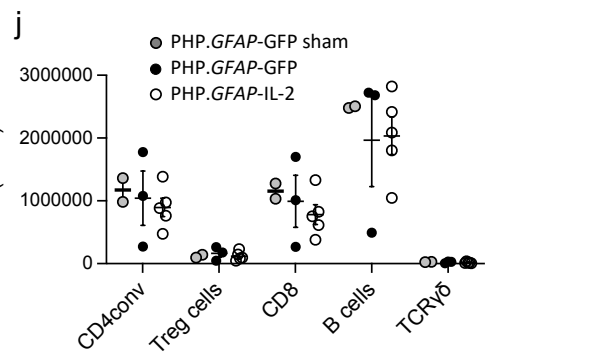 j
PHP.GFAP-GFP sham
PHP.GFAP-GFP
PHP.GFAP-IL-2
3000000
2000000
1000000
0
CD4conv
Treg cells
CD8
B cells
TCRγδ